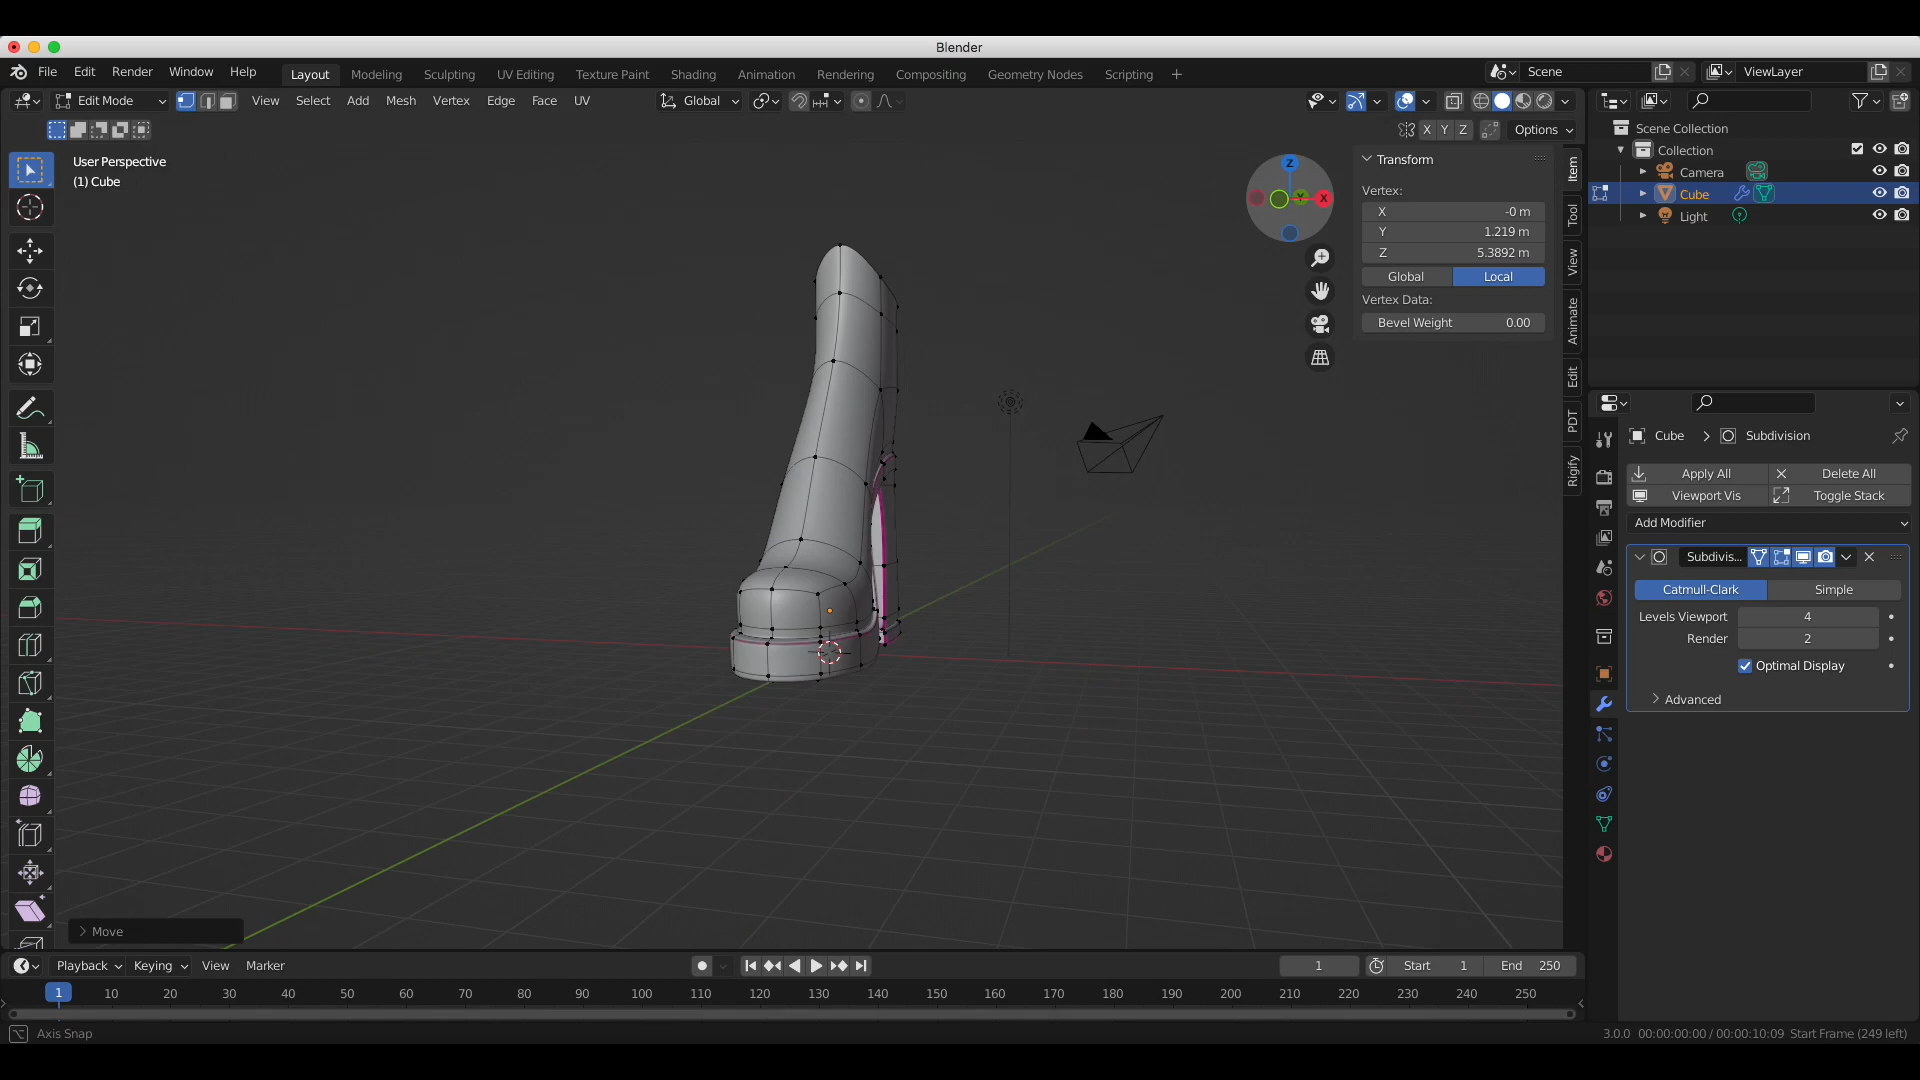 Blender
File Edit Render Window Help Layout Modeling Sculpting UV Editing Texture Paint Shading Animation Rendering Compositing Geometry Nodes Scripting + Scene ViewLayer
Edit Mode View Select Add Mesh Vertex Edge Face UV Global
X Y Z Options
User Perspective
(1) Cube
Z
Y X
Transform
Vertex:
X -0 m
Y 1.219 m
Z 5.3892 m
Global Local
Vertex Data:
Bevel Weight 0.00
Item
Tool
View
Animate
Edit
PDT
Rigify
Scene Collection
Collection
Camera
Cube
Light
Cube > Subdivision
Apply All Delete All
Viewport Vis Toggle Stack
Add Modifier
Subdivis...
Catmull-Clark Simple
Levels Viewport 4
Render 2
Optimal Display
Advanced
Move
Playback Keying View Marker 1 Start 1 End 250
1 10 20 30 40 50 60 70 80 90 100 110 120 130 140 150 160 170 180 190 200 210 220 230 240 250
Axis Snap 3.0.0 00:00:00:00 / 00:00:10:09 Start Frame (249 left)